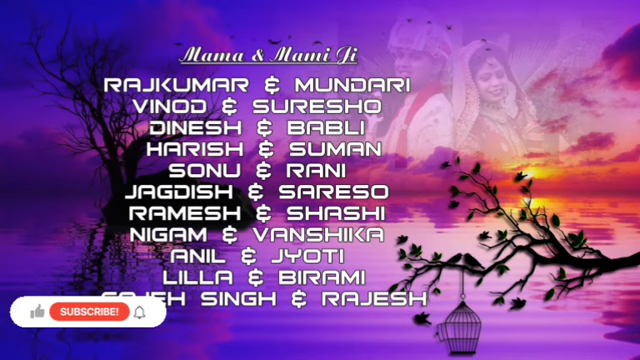 Mama & Mami Ji
RAJKUMAR & MUNDARI
VINOD & SURESHO
DINESH & BABLI
HARISH & SUMAN
SONU & RANI
JAGDISH & SARESO
RAMESH & SHASHI
NIGAM & VANSHIKA
ANIL & JYOTI
LILLA & BIRAMI
SINGH & RAJESH
SUBSCRIBE!